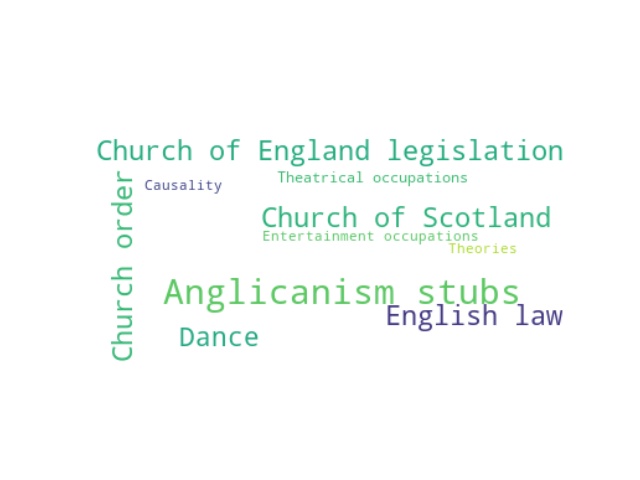 Church of England legislation
Theatrical occupations
Causality
Church order
Church of Scotland
Entertainment occupations
Theories
Anglicanism stubs
English law
Dance